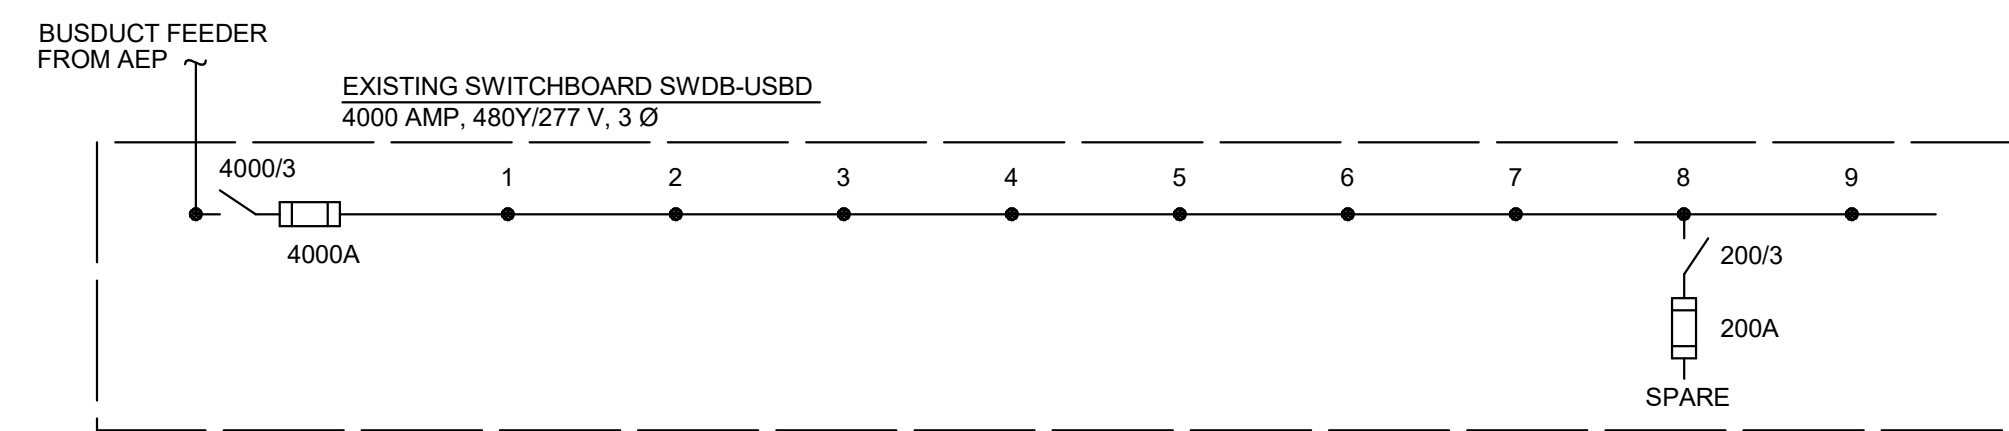 BUSDUCT FEEDER
FROM AEP
EXISTING SWITCHBOARD SWDB-USBD
4000 AMP, 480Y/277 V, 3 Ø
4000/3
1 2 3 4 5 6 7 8 9
4000A
200/3
200A
SPARE